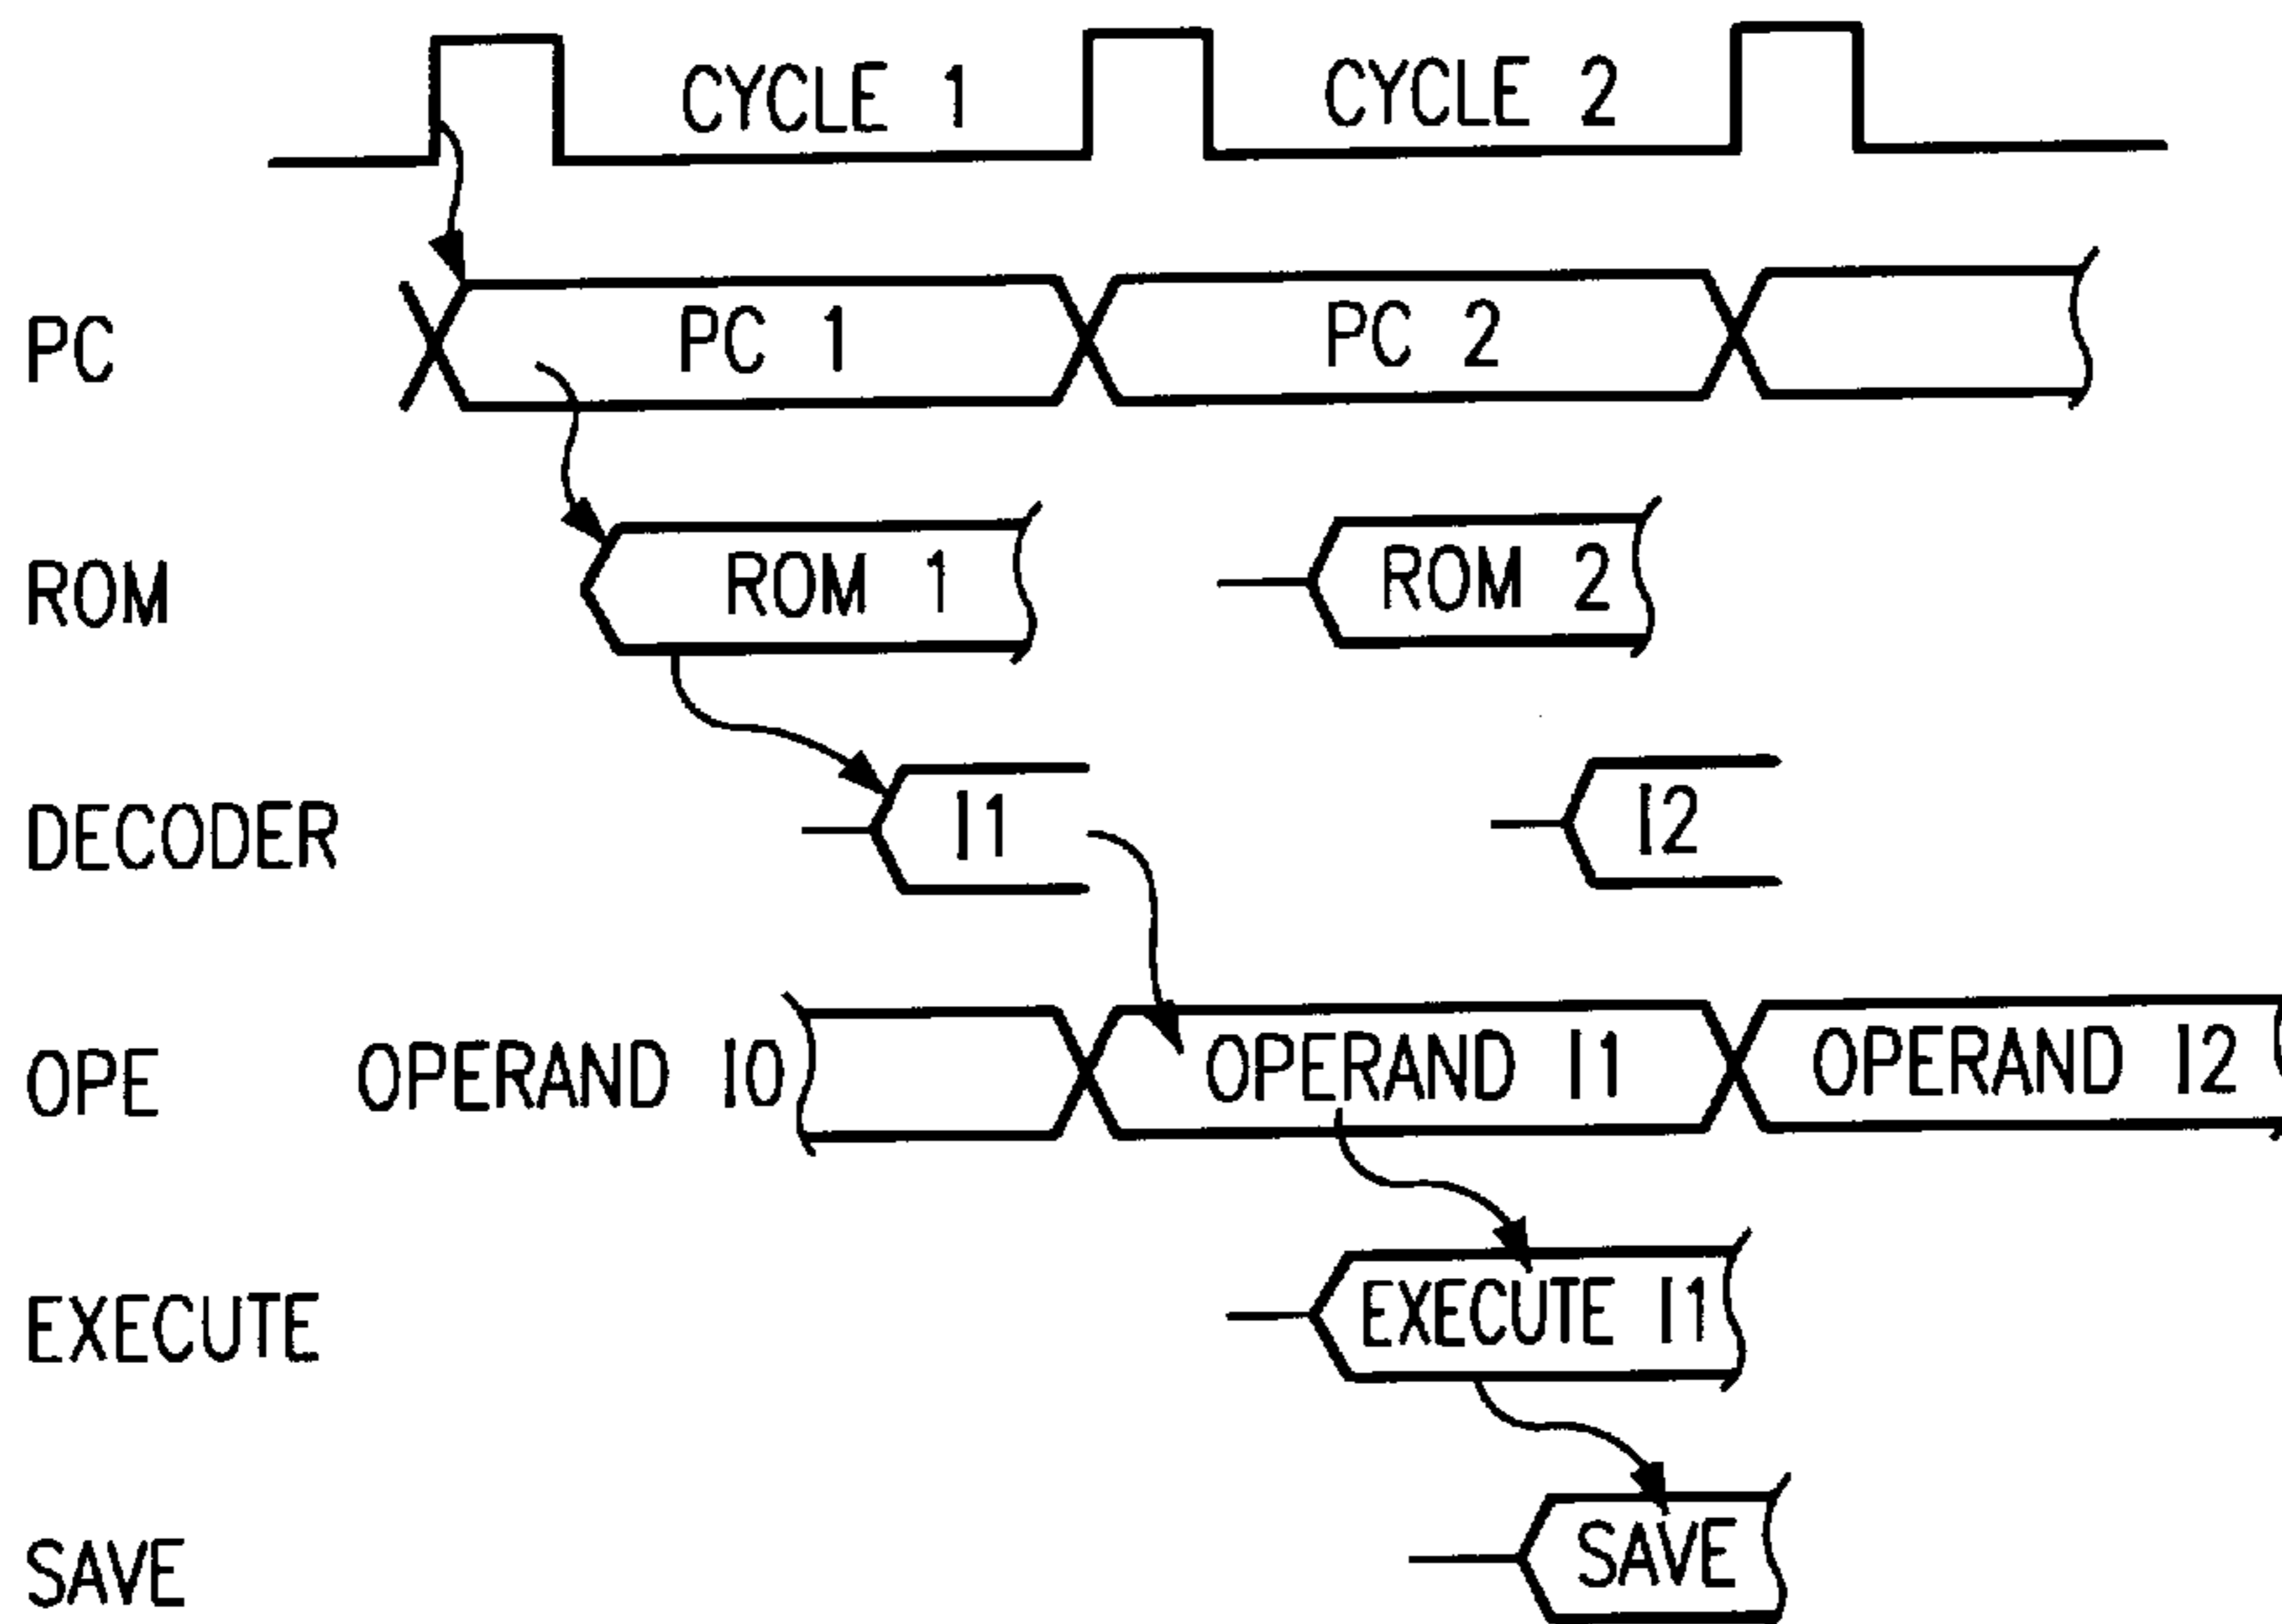 CYCLE 1 CYCLE 2
PC PC 1 PC 2
ROM ROM 1 ROM 2
DECODER I1 I2
OPE OPERAND I0 OPERAND I1 OPERAND I2
EXECUTE EXECUTE I1
SAVE SAVE